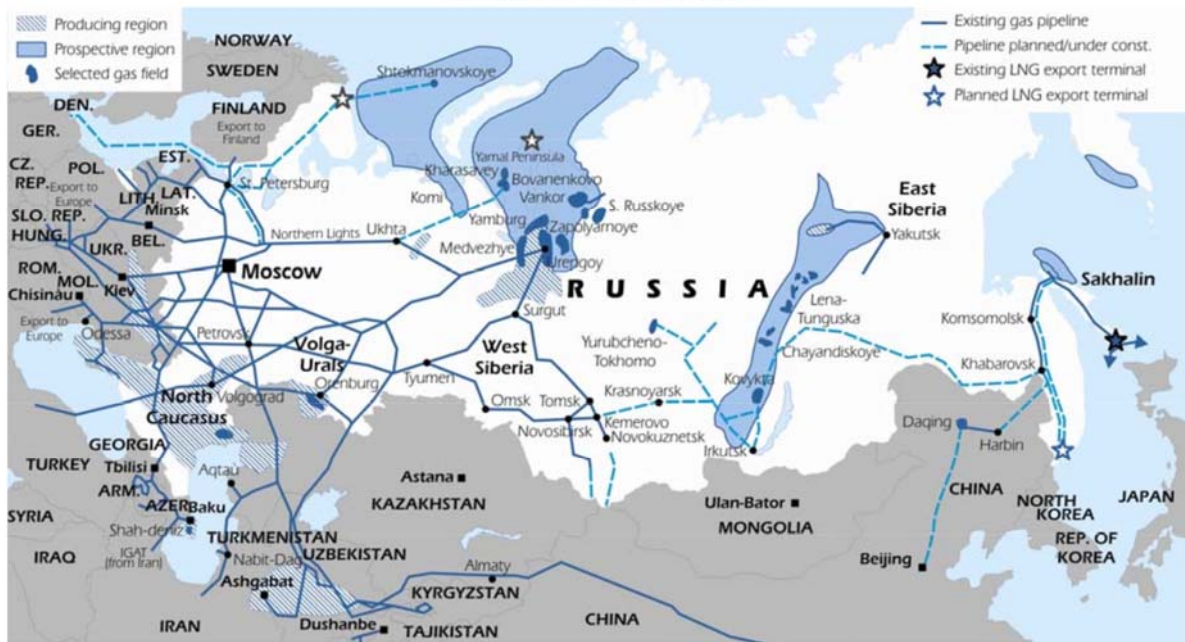 Producing region
Prospective region
Selected gas field
Existing gas pipeline
Pipeline planned/under const.
Existing LNG export terminal
Planned LNG export terminal
NORWAY
SWEDEN
FINLAND
DEN.
GER.
Export to
Finland
Shtokmanovskoye
CZ.
REP.
POL.
EST.
LAT.
LITH.
Export to
Europe
Minsk
St. Petersburg
Yamal Peninsula
Kharasavey
Bovanenkovo
Vankor
Komi
S. Russkoye
Yamburg
Zapolyarnoye
East
Siberia
Yakutsk
SLO. REP.
HUNG.
BEL.
UKR.
Northern Lights
Ukhta
Medvezhye
Urengoy
ROM.
MOL.
Kiev
Moscow
RUSSIA
Sakhalin
Chisinau
Export to
Europe
Odessa
Petrovsk
Volga-
Urals
Surgut
West
Siberia
Yurubcheno-
Tokhomo
Lena-
Tunguska
Chayandiskoye
Komsomolsk
Khabarovsk
North
Caucasus
Volgograd
Orenburg
Tyumen
Omsk
Tomsk
Krasnoyarsk
Kovykta
Novosibirsk
Kemerovo
Novokuznetsk
Irkutsk
Daqing
Harbin
GEORGIA
Tbilisi
TURKEY
ARM.
AZER.
Baku
Aqtau
Astana
KAZAKHSTAN
Ulan-Bator
MONGOLIA
CHINA
NORTH
KOREA
JAPAN
SYRIA
Shah-deniz
IRAQ
IGAT
(from Iran)
TURKMENISTAN
Nabit-Dag
UZBEKISTAN
REP. OF
KOREA
Beijing
Ashgabat
Almaty
KYRGYZSTAN
CHINA
IRAN
Dushanbe
TAJIKISTAN